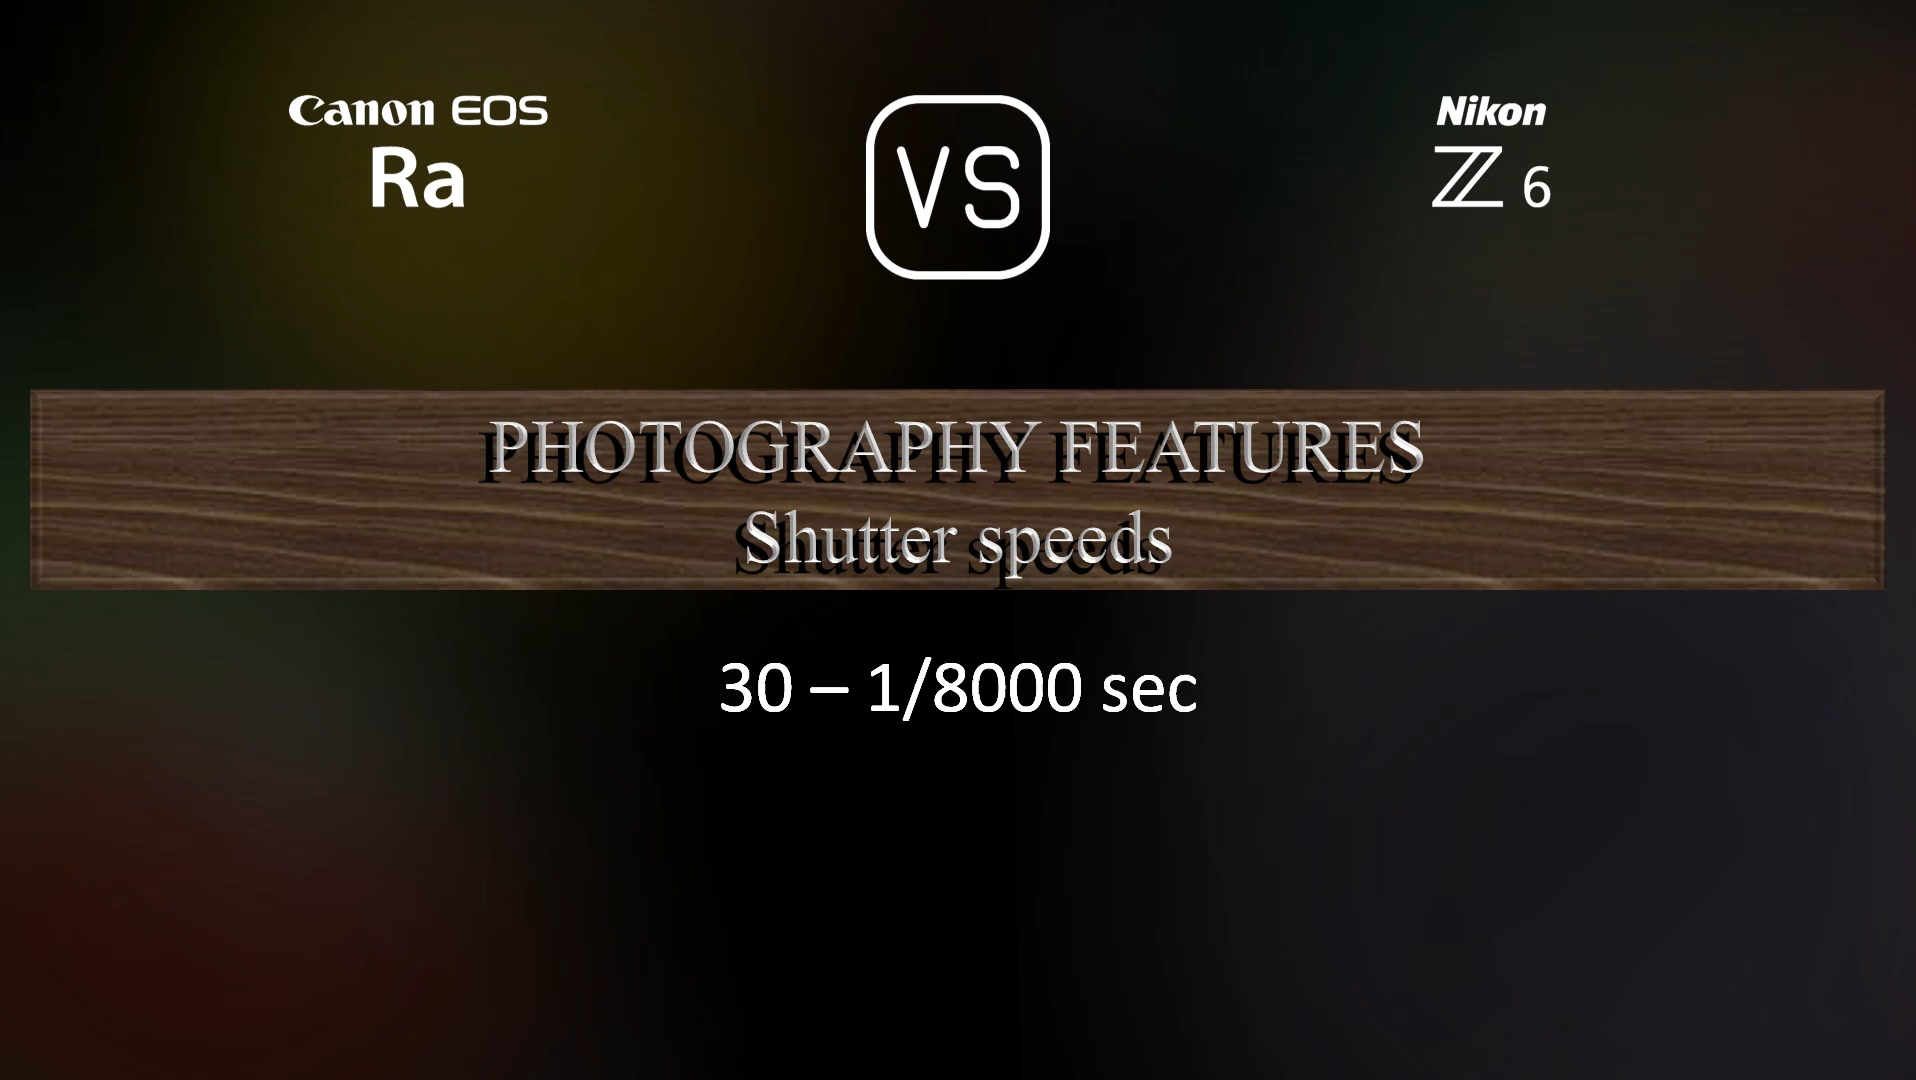 Canon EOS
Ra
VS
Nikon
Z 6
PHOTOGRAPHY FEATURES
Shutter speeds
30 – 1/8000 sec